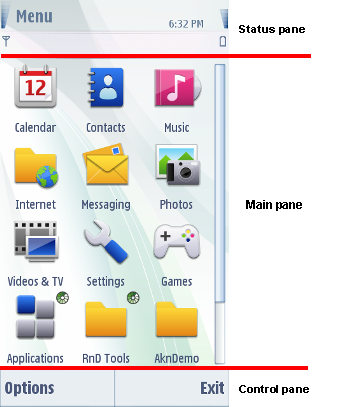 Menu
6:32 PM
Status pane
12
Calendar Contacts Music
Internet Messaging Photos
Main pane
Videos & TV Settings Games
Applications RnD Tools AknDemo
Options Exit
Control pane